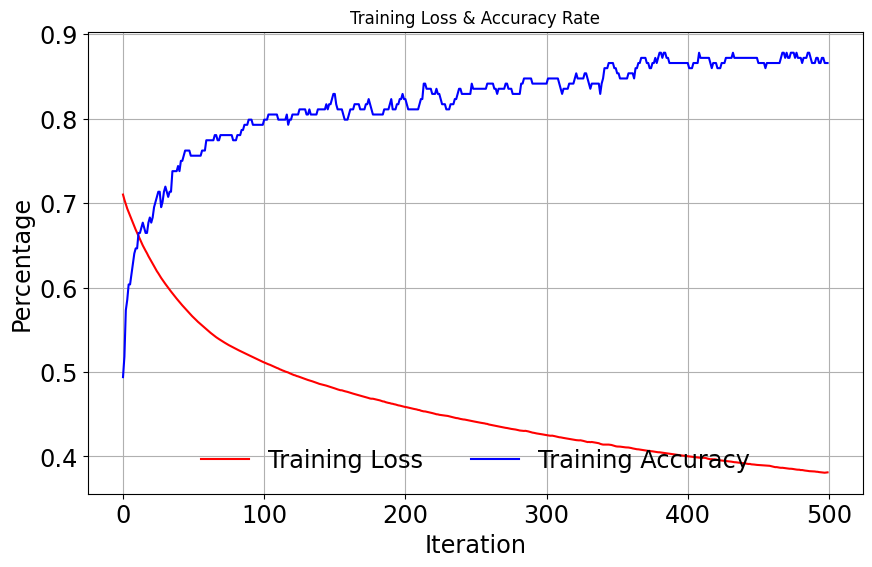 Training Loss & Accuracy Rate
0.9
0.8
0.7
0.6
0.5
0.4
Percentage
Training Loss Training Accuracy
0 100 200 300 400 500
Iteration